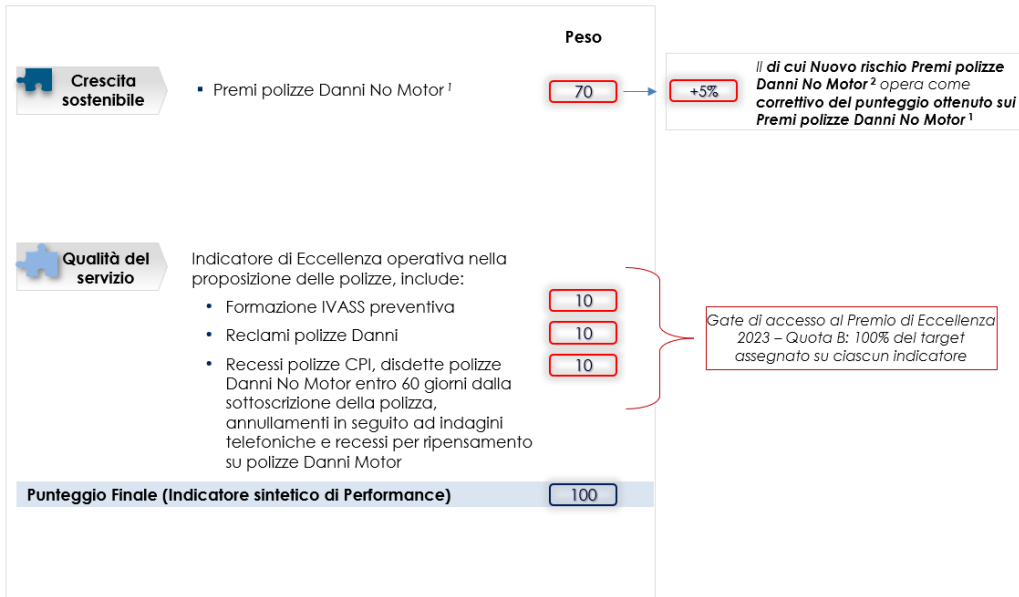 Peso
Crescita
sostenibile
▪ Premi polizze Danni No Motor 1
70
+5%
Il di cui Nuovo rischio Premi polizze
Danni No Motor 2 opera come
correttivo del punteggio ottenuto sui
Premi polizze Danni No Motor 1
Qualità del
servizio
Indicatore di Eccellenza operativa nella
proposizione delle polizze, include:
• Formazione IVASS preventiva
10
• Reclami polizze Danni
10
• Recessi polizze CPI, disdette polizze
Danni No Motor entro 60 giorni dalla
sottoscrizione della polizza,
annullamenti in seguito ad indagini
telefoniche e recessi per ripensamento
su polizze Danni Motor
10
Gate di accesso al Premio di Eccellenza
2023 – Quota B: 100% del target
assegnato su ciascun indicatore
Punteggio Finale (Indicatore sintetico di Performance)
100